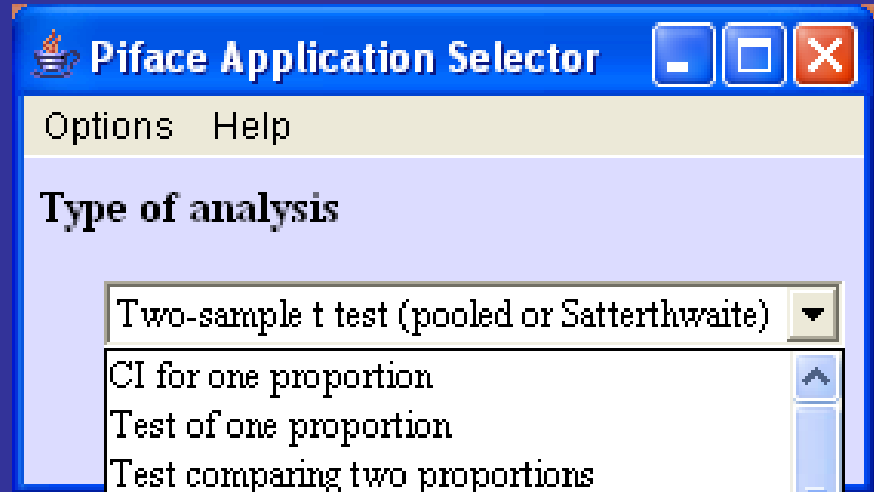 Piface Application Selector
Options Help
Type of analysis
Two-sample t test (pooled or Satterthwaite)
CI for one proportion
Test of one proportion
Test comparing two proportions